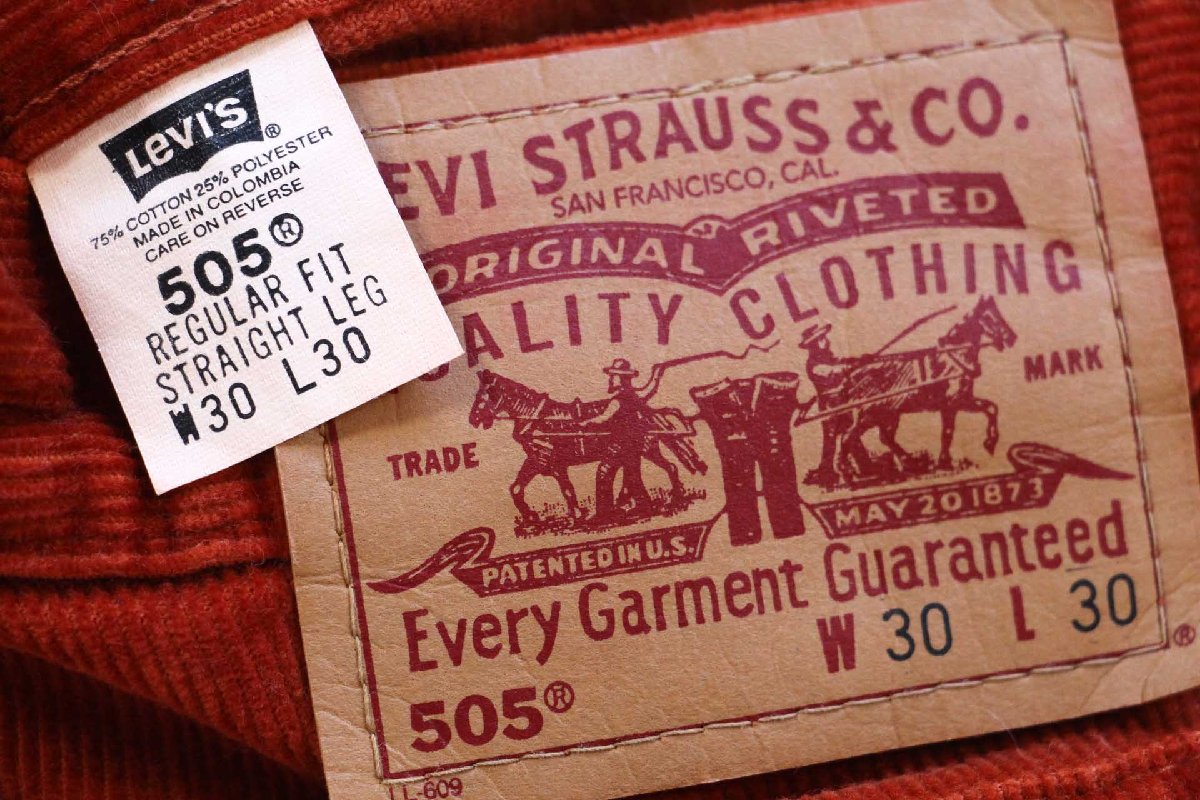 LEVI'S®
75% COTTON 25% POLYESTER
MADE IN COLOMBIA
CARE ON REVERSE
505®
REGULAR FIT
STRAIGHT LEG
W30 L30
EVI STRAUSS & CO.
SAN FRANCISCO, CAL.
ORIGINAL RIVETED
QUALITY CLOTHING
TRADE MARK
PATENTED IN U.S. MAY 20 1873
Every Garment Guaranteed
W 30 L 30
505®
®
LL-609